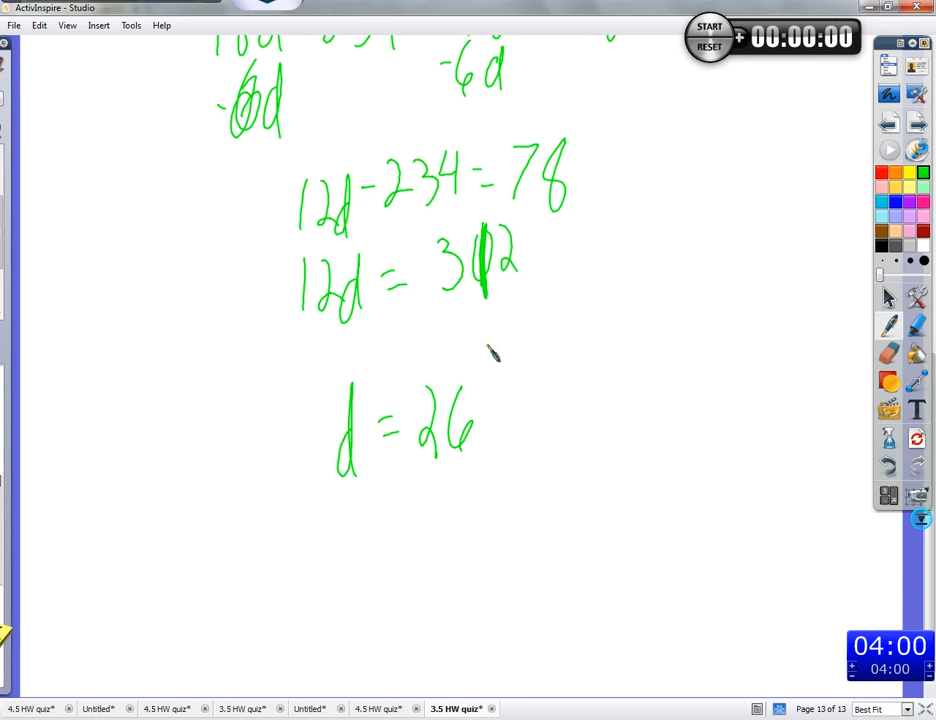 ActivInspire - Studio
File Edit View Insert Tools Help
START
RESET
+ 00:00:00
-6d
-6d
12d - 234 = 78
12d = 312
d = 26
T
04:00
04:00
4.5 HW quiz* Untitled* 4.5 HW quiz* 3.5 HW quiz* Untitled* 4.5 HW quiz* 3.5 HW quiz* Page 13 of 13 Best Fit